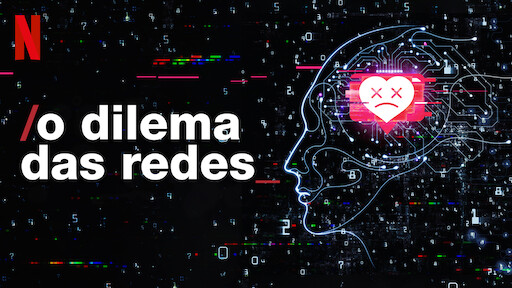 N
/o dilema
das redes